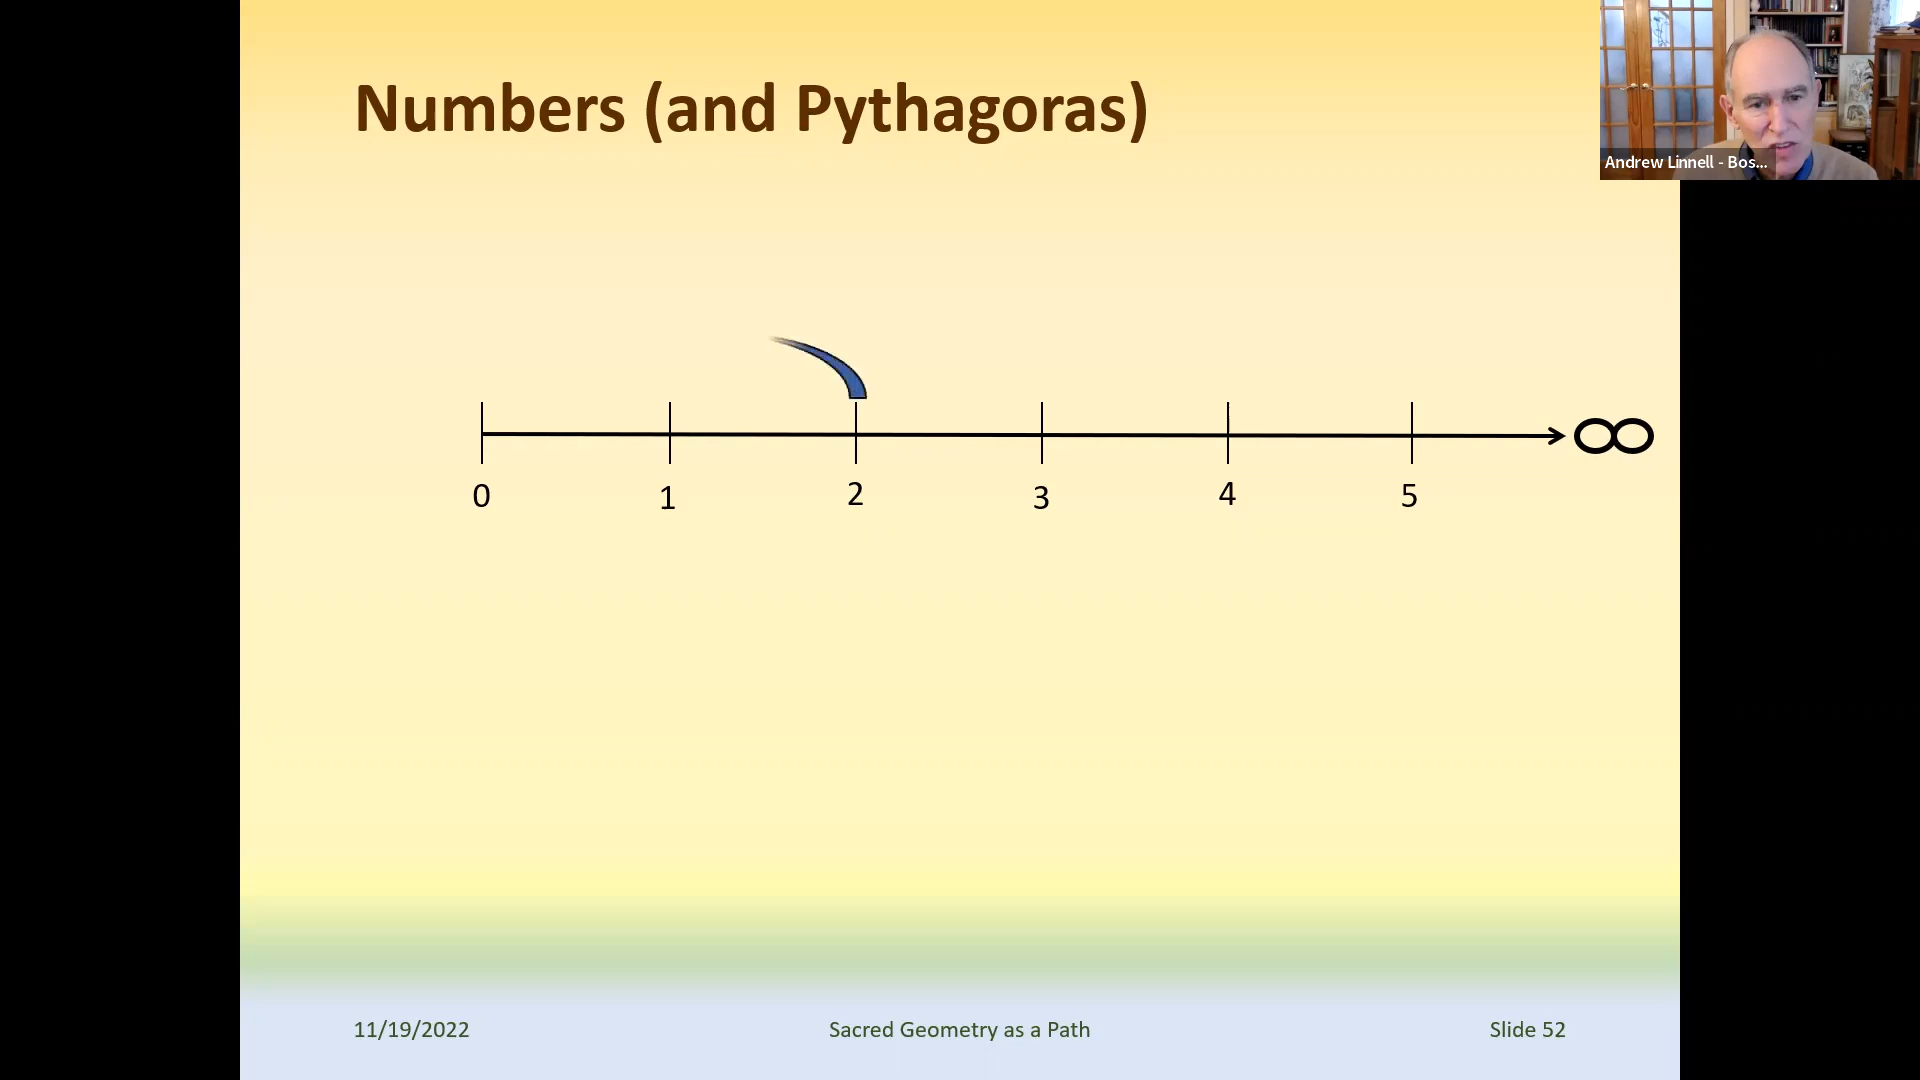 Numbers (and Pythagoras)
Andrew Linnell - Bos...
∞
0 1 2 3 4 5
11/19/2022 Sacred Geometry as a Path Slide 52